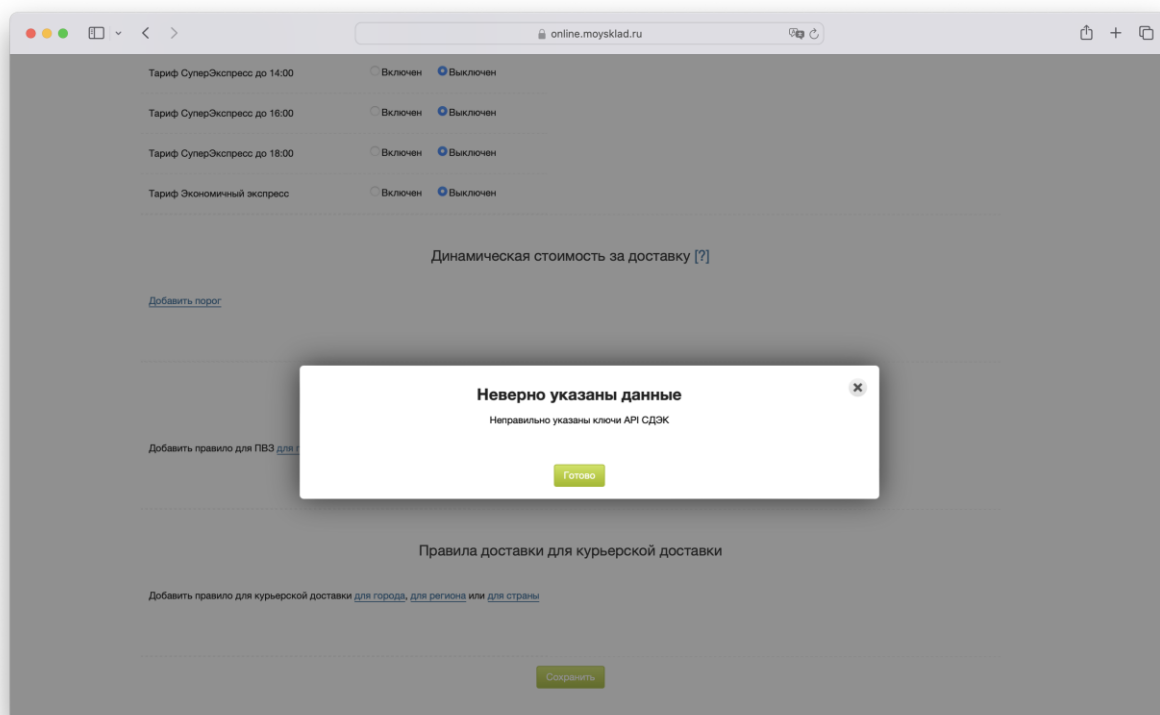 online.moysklad.ru
Тариф СуперЭкспресс до 14:00 Включен Выключен
Тариф СуперЭкспресс до 16:00 Включен Выключен
Тариф СуперЭкспресс до 18:00 Включен Выключен
Тариф Экономичный экспресс Включен Выключен
Динамическая стоимость за доставку [?]
Добавить порог
Неверно указаны данные
Неправильно указаны ключи API СДЭК
Добавить правило для ПВЗ для
Готово
Правила доставки для курьерской доставки
Добавить правило для курьерской доставки для города, для региона или для страны
Сохранить